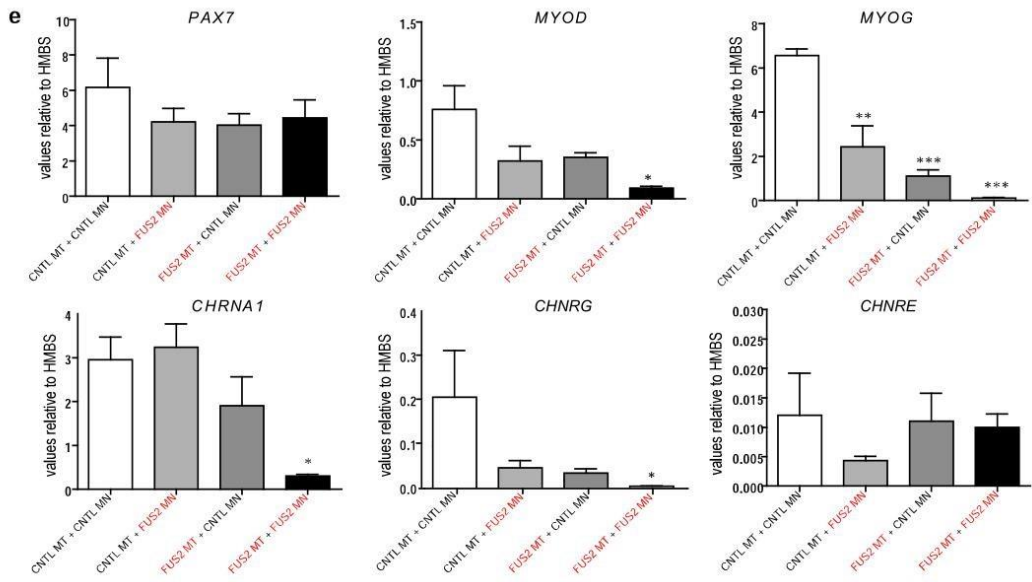 e
PAX7
values relative to HMBS
10
8
6
4
2
0
CNTL MT + CNTL MN
CNTL MT + FUS2 MN
FUS2 MT + CNTL MN
FUS2 MT + FUS2 MN
MYOD
values relative to HMBS
1.5
1.0
0.5
0.0
*
CNTL MT + CNTL MN
CNTL MT + FUS2 MN
FUS2 MT + CNTL MN
FUS2 MT + FUS2 MN
MYOG
values relative to HMBS
8
6
4
2
0
**
***
***
CNTL MT + CNTL MN
CNTL MT + FUS2 MN
FUS2 MT + CNTL MN
FUS2 MT + FUS2 MN
CHRNA1
values relative to HMBS
4
3
2
1
0
*
CNTL MT + CNTL MN
CNTL MT + FUS2 MN
FUS2 MT + CNTL MN
FUS2 MT + FUS2 MN
CHNRG
values relative to HMBS
0.4
0.3
0.2
0.1
0.0
*
CNTL MT + CNTL MN
CNTL MT + FUS2 MN
FUS2 MT + CNTL MN
FUS2 MT + FUS2 MN
CHNRE
values relative to HMBS
0.030
0.025
0.020
0.015
0.010
0.005
0.000
CNTL MT + CNTL MN
CNTL MT + FUS2 MN
FUS2 MT + CNTL MN
FUS2 MT + FUS2 MN